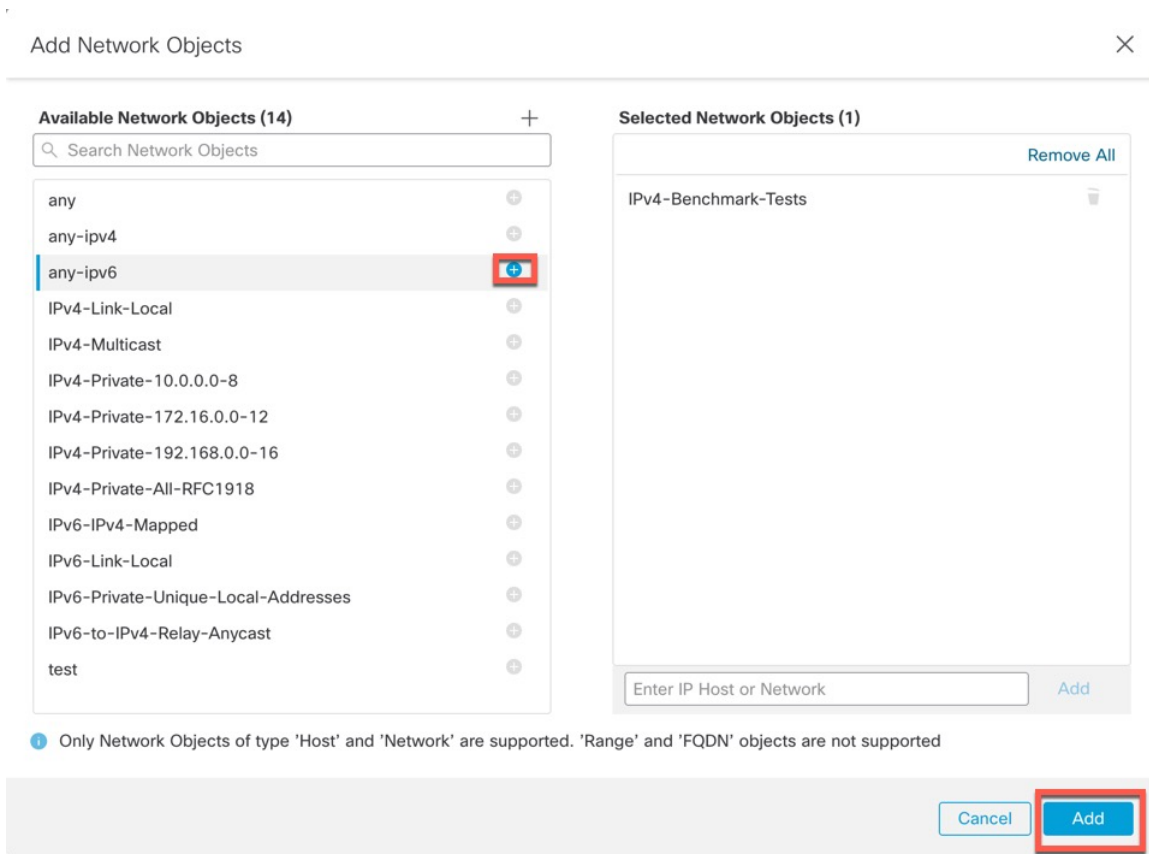 Add Network Objects
Available Network Objects (14)
Search Network Objects
any
any-ipv4
any-ipv6
IPv4-Link-Local
IPv4-Multicast
IPv4-Private-10.0.0.0-8
IPv4-Private-172.16.0.0-12
IPv4-Private-192.168.0.0-16
IPv4-Private-All-RFC1918
IPv6-IPv4-Mapped
IPv6-Link-Local
IPv6-Private-Unique-Local-Addresses
IPv6-to-IPv4-Relay-Anycast
test
Selected Network Objects (1)
Remove All
IPv4-Benchmark-Tests
Enter IP Host or Network
Add
Only Network Objects of type 'Host' and 'Network' are supported. 'Range' and 'FQDN' objects are not supported
Cancel
Add